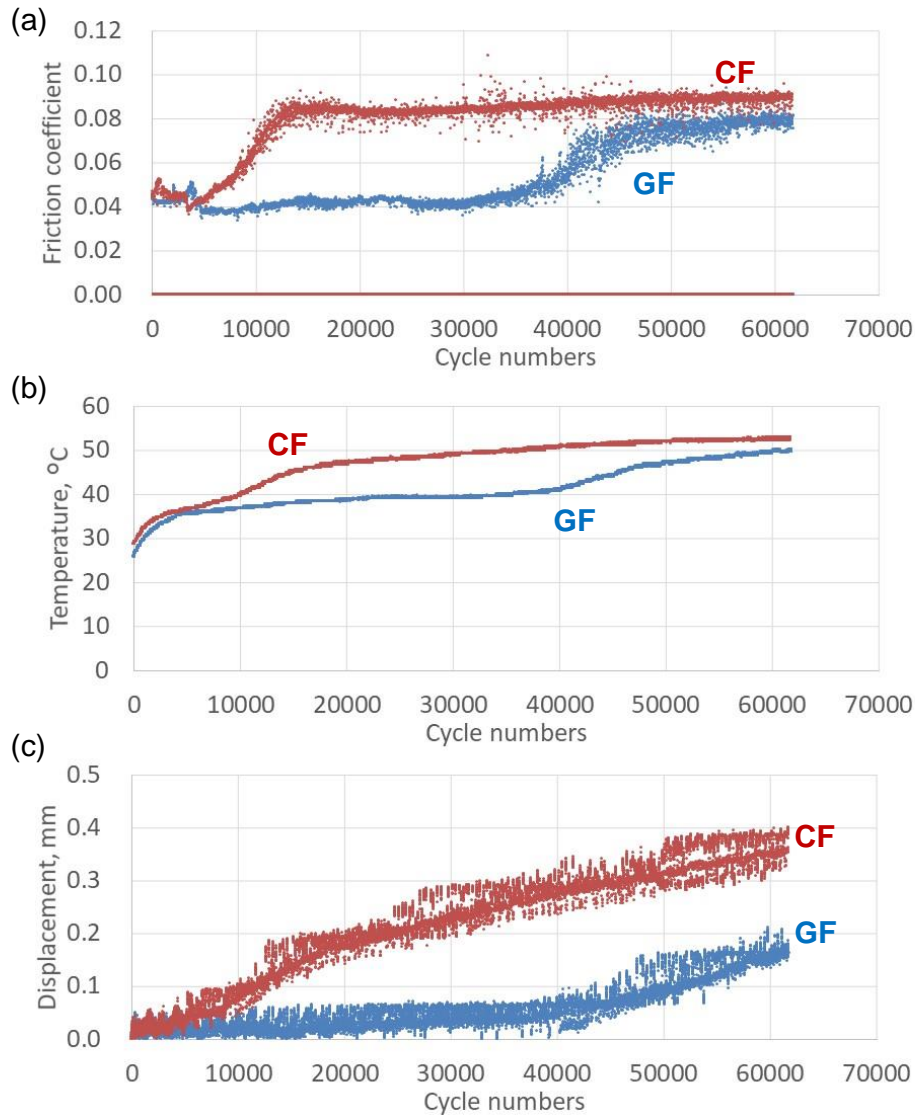 (a)
Friction coefficient
0.12
0.10
0.08
0.06
0.04
0.02
0.00
CF
GF
0 10000 20000 30000 40000 50000 60000 70000
Cycle numbers
(b)
Temperature, °C
60
50
40
30
20
10
0
CF
GF
0 10000 20000 30000 40000 50000 60000 70000
Cycle numbers
(c)
Displacement, mm
0.5
0.4
0.3
0.2
0.1
0.0
CF
GF
0 10000 20000 30000 40000 50000 60000 70000
Cycle numbers